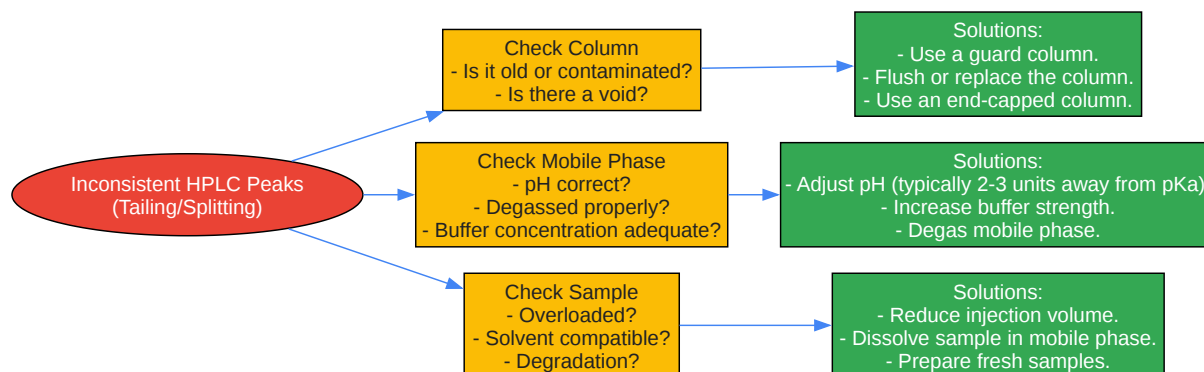 Inconsistent HPLC Peaks
(Tailing/Splitting)
Check Column
- Is it old or contaminated?
- Is there a void?
Solutions:
- Use a guard column.
- Flush or replace the column.
- Use an end-capped column.
Check Mobile Phase
- pH correct?
- Degassed properly?
- Buffer concentration adequate?
Solutions:
- Adjust pH (typically 2-3 units away from pKa)
- Increase buffer strength.
- Degas mobile phase.
Check Sample
- Overloaded?
- Solvent compatible?
- Degradation?
Solutions:
- Reduce injection volume.
- Dissolve sample in mobile phase.
- Prepare fresh samples.